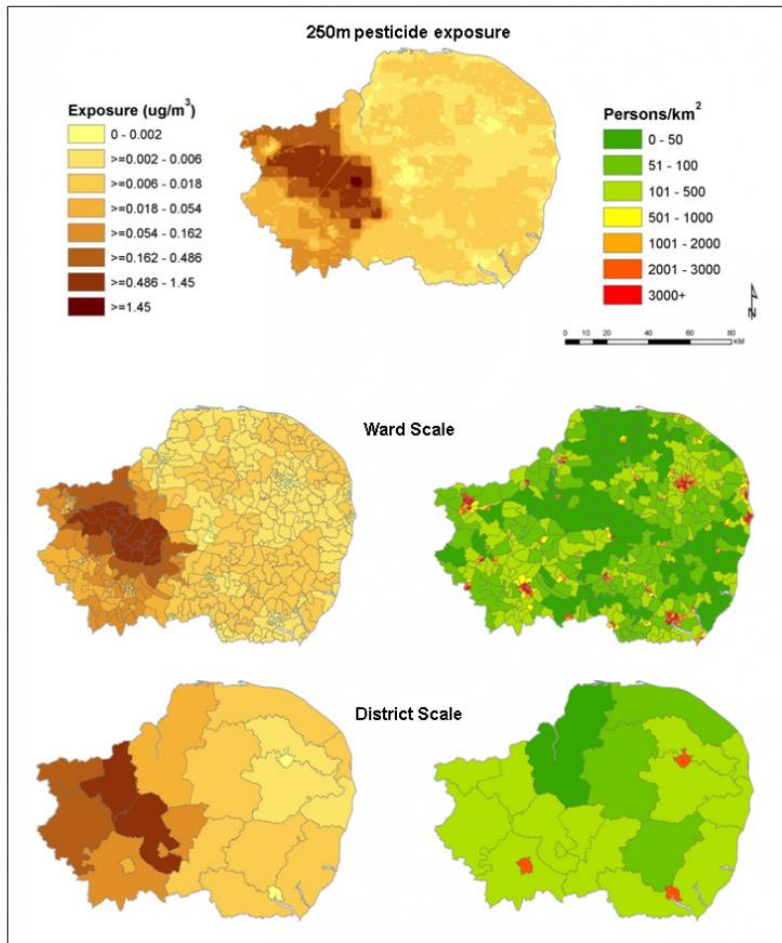 250m pesticide exposure
Exposure (ug/m³)
0 - 0.002
>=0.002 - 0.006
>=0.006 - 0.018
>=0.018 - 0.054
>=0.054 - 0.162
>=0.162 - 0.486
>=0.486 - 1.45
>=1.45
Persons/km²
0 - 50
51 - 100
101 - 500
501 - 1000
1001 - 2000
2001 - 3000
3000+
N
0 10 20 40 60 80
KM
Ward Scale
District Scale